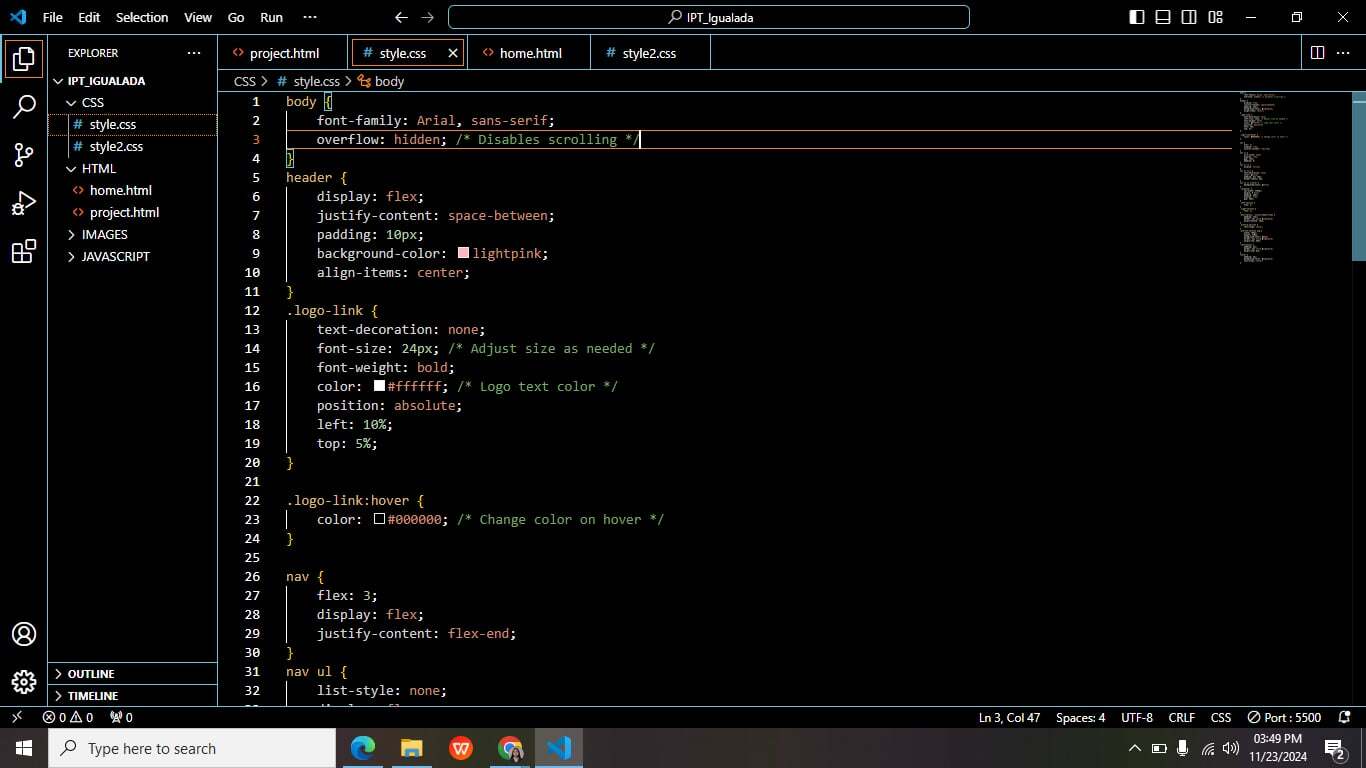 File Edit Selection View Go Run ··· IPT_Igualada
EXPLORER ···
IPT_IGUALADA
CSS
style.css
style2.css
HTML
home.html
project.html
IMAGES
JAVASCRIPT
OUTLINE
TIMELINE
project.html style.css home.html style2.css
CSS > # style.css > body
1 body {
2 font-family: Arial, sans-serif;
3 overflow: hidden; /* Disables scrolling */
4 }
5 header {
6 display: flex;
7 justify-content: space-between;
8 padding: 10px;
9 background-color: lightpink;
10 align-items: center;
11 }
12 .logo-link {
13 text-decoration: none;
14 font-size: 24px; /* Adjust size as needed */
15 font-weight: bold;
16 color: #ffffff; /* Logo text color */
17 position: absolute;
18 left: 10%;
19 top: 5%;
20 }
21
22 .logo-link:hover {
23 color: #000000; /* Change color on hover */
24 }
25
26 nav {
27 flex: 3;
28 display: flex;
29 justify-content: flex-end;
30 }
31 nav ul {
32 list-style: none;
0 0 0 Ln 3, Col 47 Spaces: 4 UTF-8 CRLF CSS Port : 5500
Type here to search
03:49 PM
11/23/2024
2